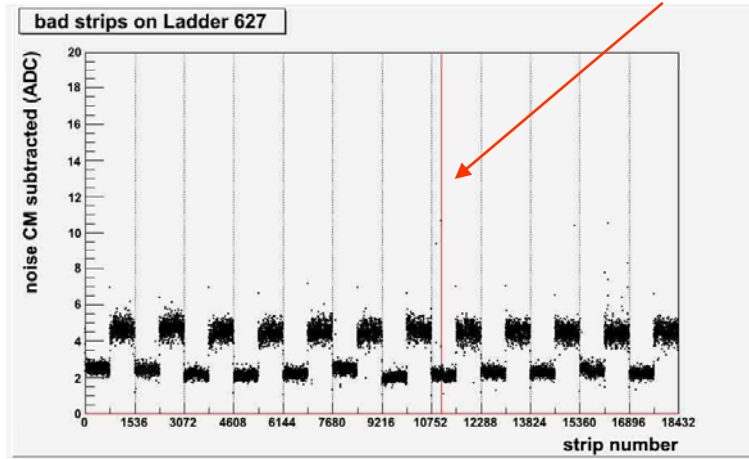 bad strips on Ladder 627
noise CM subtracted (ADC)
20
18
16
14
12
10
8
6
4
2
0
0 1536 3072 4608 6144 7680 9216 10752 12288 13824 15360 16896 18432
strip number